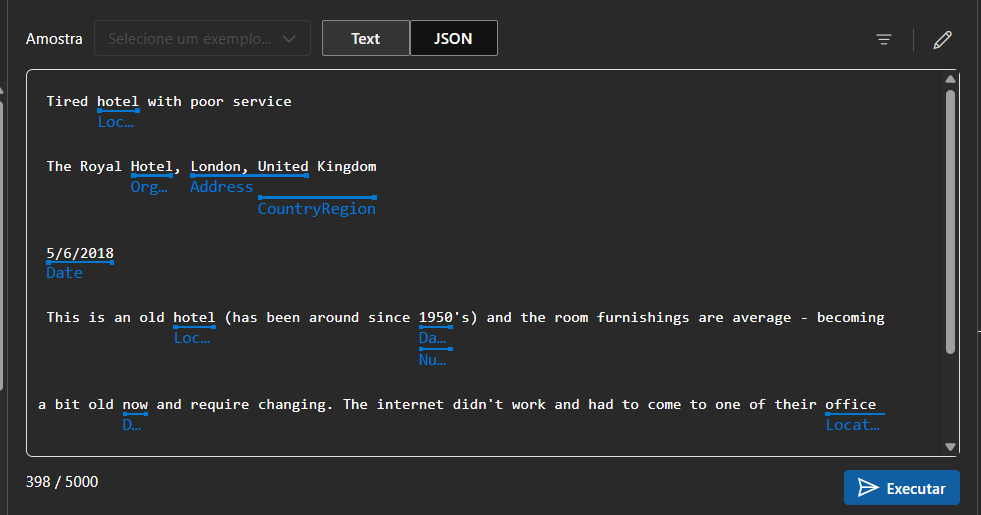 Amostra Selecione um exemplo... Text JSON
Tired hotel with poor service
Loc...
The Royal Hotel, London, United Kingdom
Org... Address
CountryRegion
5/6/2018
Date
This is an old hotel (has been around since 1950's) and the room furnishings are average - becoming
Loc... Da...
Nu...
a bit old now and require changing. The internet didn't work and had to come to one of their office
D... Locat...
398 / 5000
Executar